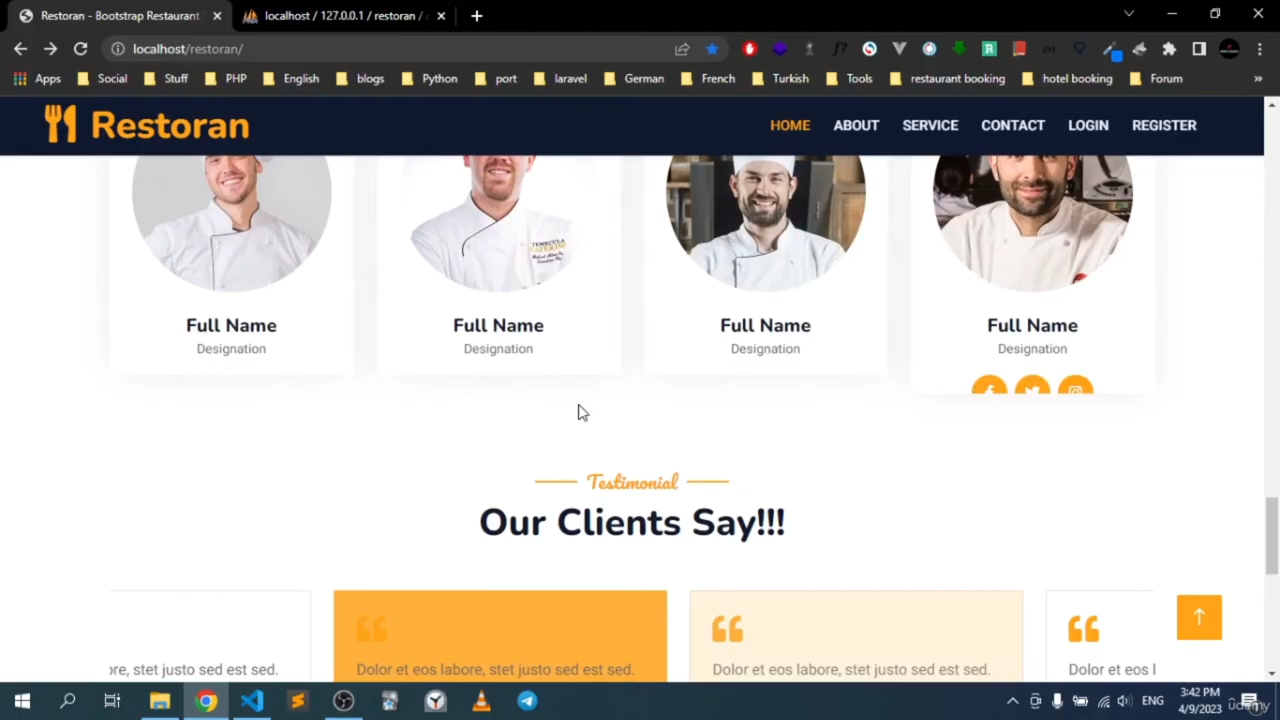 Restoran - Bootstrap Restaurant
localhost / 127.0.0.1 / restoran /
localhost/restoran/
Apps Social Stuff PHP English blogs Python port laravel German French Turkish Tools restaurant booking hotel booking Forum »
Restoran
HOME ABOUT SERVICE CONTACT LOGIN REGISTER
Full Name Full Name Full Name Full Name
Designation Designation Designation Designation
Testimonial
Our Clients Say!!!
ore, stet justo sed est sed. Dolor et eos labore, stet justo sed est sed. Dolor et eos labore, stet justo sed est sed. Dolor et eos l
ENG
3:42 PM
4/9/2023
udemy